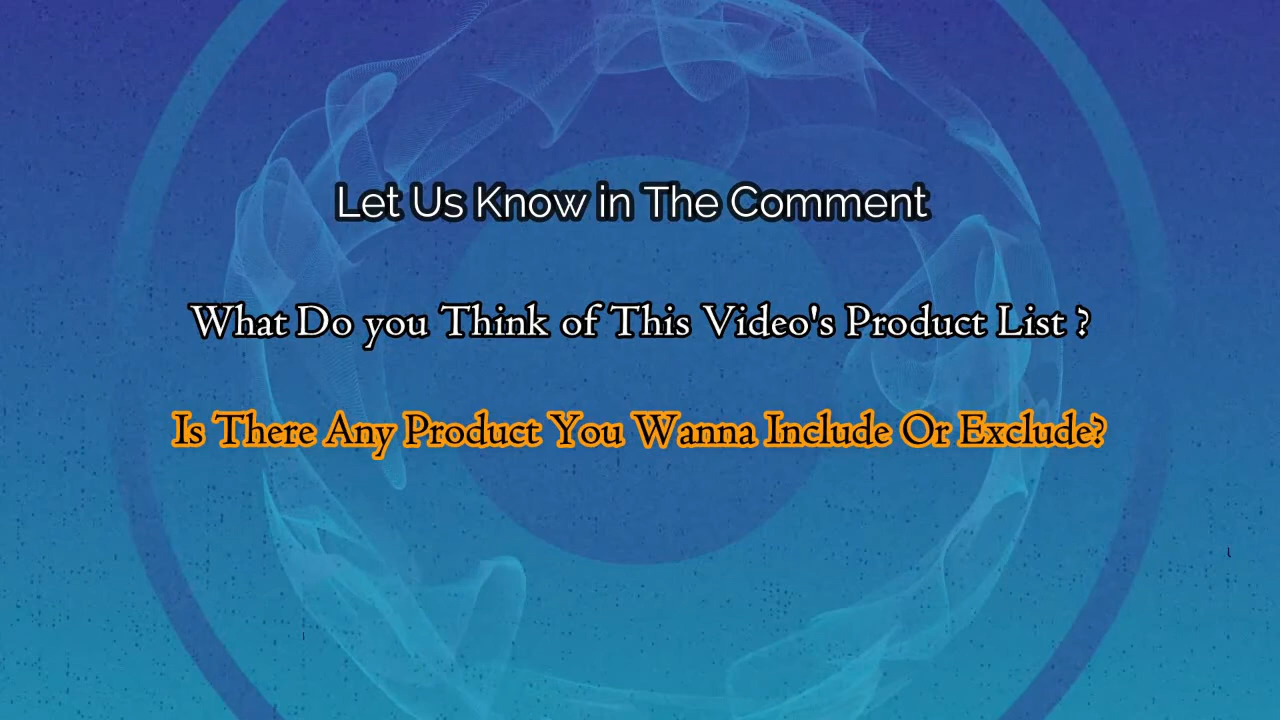 Let Us Know in The Comment
What Do you Think of This Video's Product List ?
Is There Any Product You Wanna Include Or Exclude?